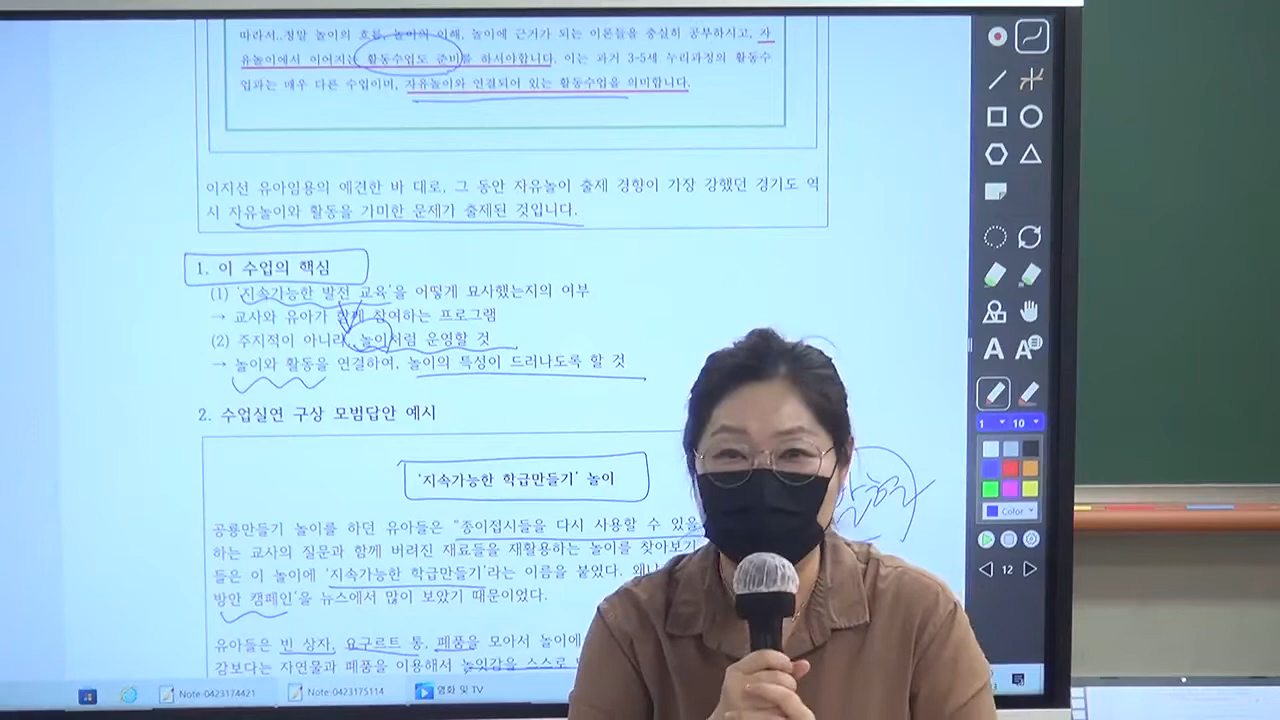 따라서..정말 놀이의 흐름, 놀이의 이해, 놀이에 근거가 되는 이론들을 충실히 공부하시고, 자
유놀이에서 이어지는 활동수업도 준비를 하셔야합니다. 이는 과거 3-5세 누리과정의 활동수
업과는 매우 다른 수업이며, 자유놀이와 연결되어 있는 활동수업을 의미합니다.
이지선 유아임용의 예견한 바 대로, 그 동안 자유놀이 출제 경향이 가장 강했던 경기도 역
시 자유놀이와 활동을 가미한 문제가 출제된 것입니다.
1. 이 수업의 핵심
(1) '지속가능한 발전 교육'을 어떻게 묘사했는지의 여부
→ 교사와 유아가 함께 참여하는 프로그램
(2) 주지적이 아니라, 놀이처럼 운영할 것
→ 놀이와 활동을 연결하여, 놀이의 특성이 드러나도록 할 것
2. 수업실연 구상 모범답안 예시
'지속가능한 학급만들기' 놀이
공룡만들기 놀이를 하던 유아들은 "종이접시들을 다시 사용할 수 있을
하는 교사의 질문과 함께 버려진 재료들을 재활용하는 놀이를 찾아보기
들은 이 놀이에 '지속가능한 학급만들기'라는 이름을 붙였다.
방안 캠페인'을 뉴스에서 많이 보았기 때문이었다.
유아들은 빈 상자, 요구르트 통, 폐품을 모아서 놀이에
감보다는 자연물과 폐품을 이용해서 놀잇감을 스스로
1 10
Color
12
Note-0423174421 Note-0423175114 영화 및 TV